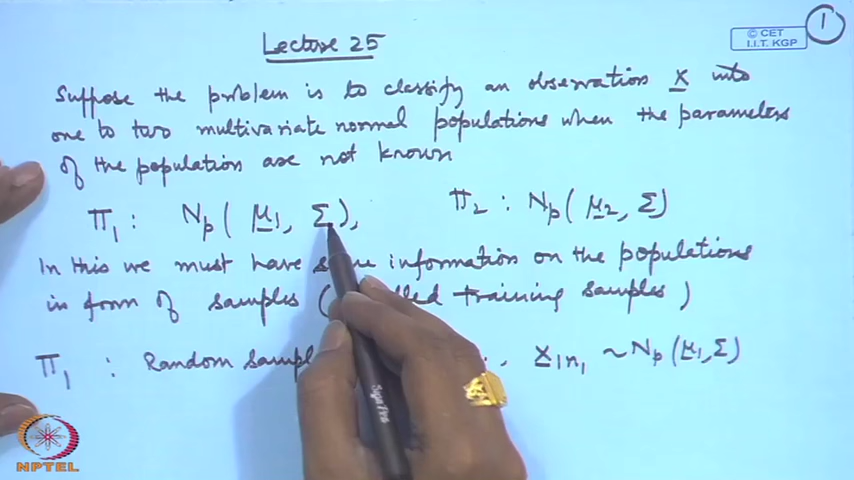 Lecture 25
© CET
I.I.T. KGP
1
Suppose the problem is to classify an observation x into
one to two multivariate normal populations when the parameters
of the population are not known
Π₁ : Nₚ( μ₁, Σ), Π₂ : Nₚ( μ₂, Σ)
In this we must have some information on the populations
in form of samples ( training samples )
Π₁ : Random x₁ₙ₁ ~ Nₚ(μ₁, Σ)
NPTEL